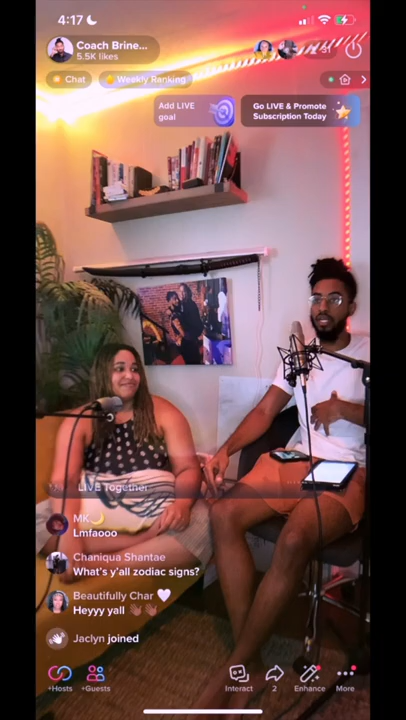 4:17
Coach Brine...
5.5K likes
31
Chat
Weekly Ranking
Add LIVE
goal
Go LIVE & Promote
Subscription Today
LIVE Together
MK🌙
Lmfaooo
Chaniqua Shantae
What's y'all zodiac signs?
Beautifully Char 🤍
Heyyy yall 👋🏽 👋🏽
Jaclyn joined
+Hosts
+Guests
Interact
2
Enhance
More